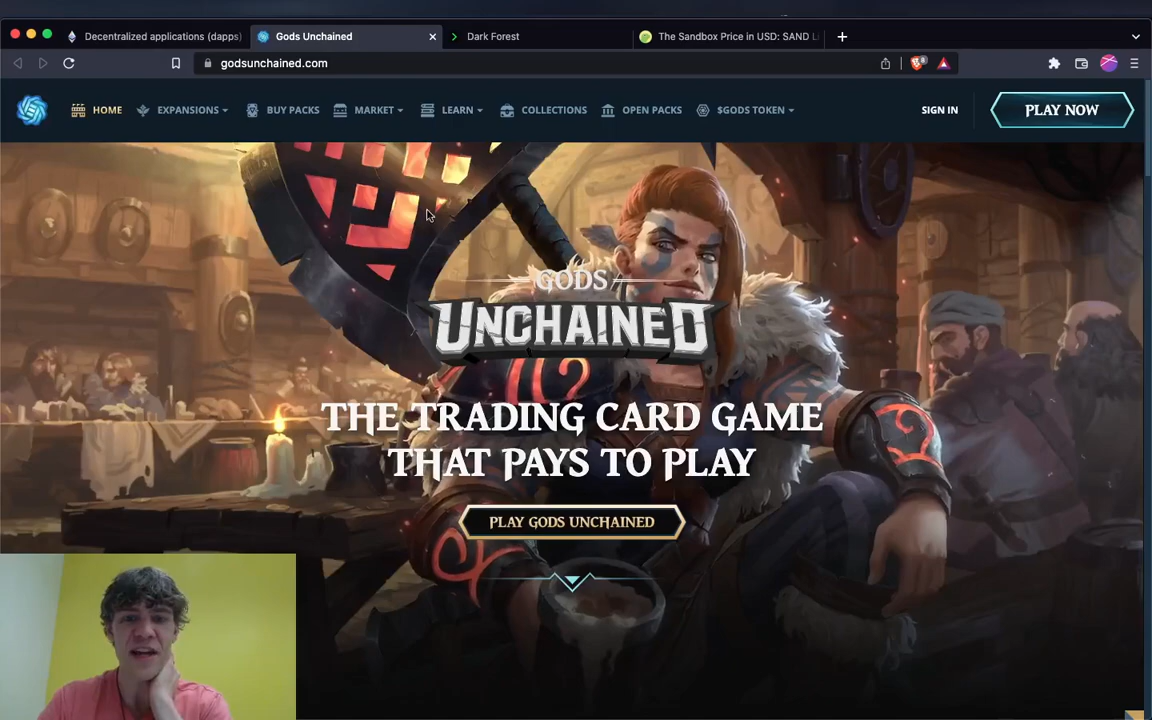 Decentralized applications (dapps)
Gods Unchained
Dark Forest
The Sandbox Price in USD: SAND Li
godsunchained.com
HOME
EXPANSIONS
BUY PACKS
MARKET
LEARN
COLLECTIONS
OPEN PACKS
$GODS TOKEN
SIGN IN
PLAY NOW
GODS
UNCHAINED
THE TRADING CARD GAME
THAT PAYS TO PLAY
PLAY GODS UNCHAINED